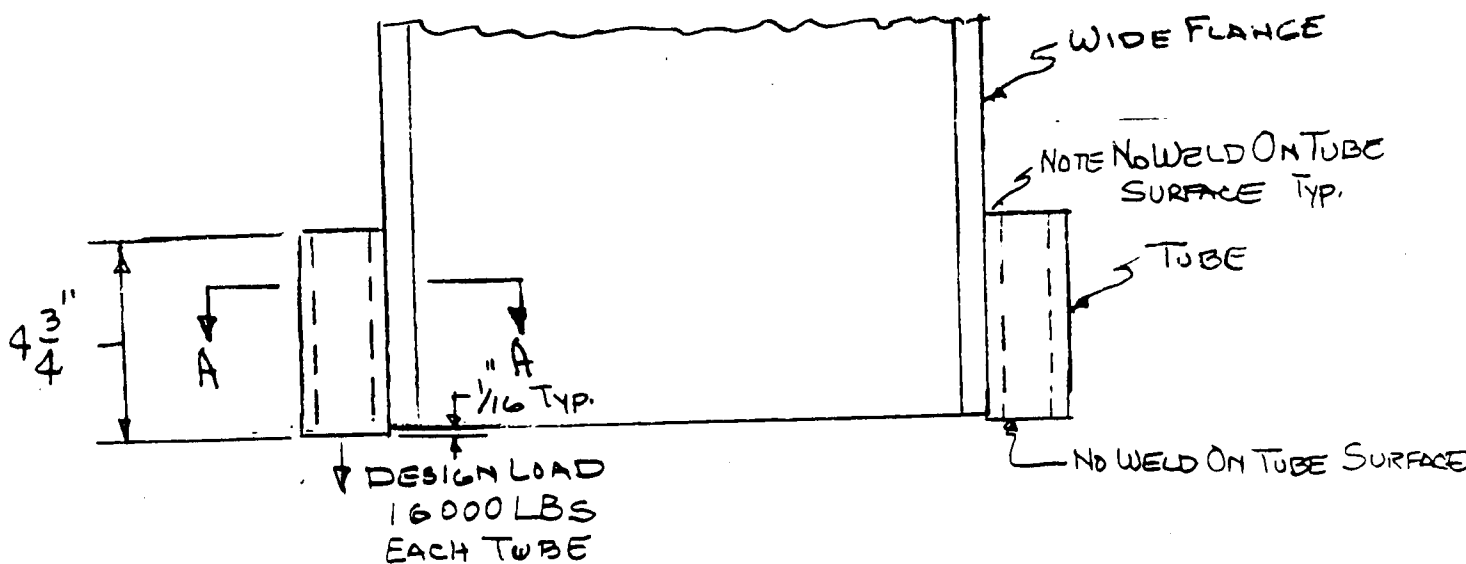 WIDE FLANGE
NOTE NO WELD ON TUBE
SURFACE TYP.
TUBE
4 3/4"
A
A
1/16" TYP.
DESIGN LOAD
16000 LBS
EACH TUBE
NO WELD ON TUBE SURFACE